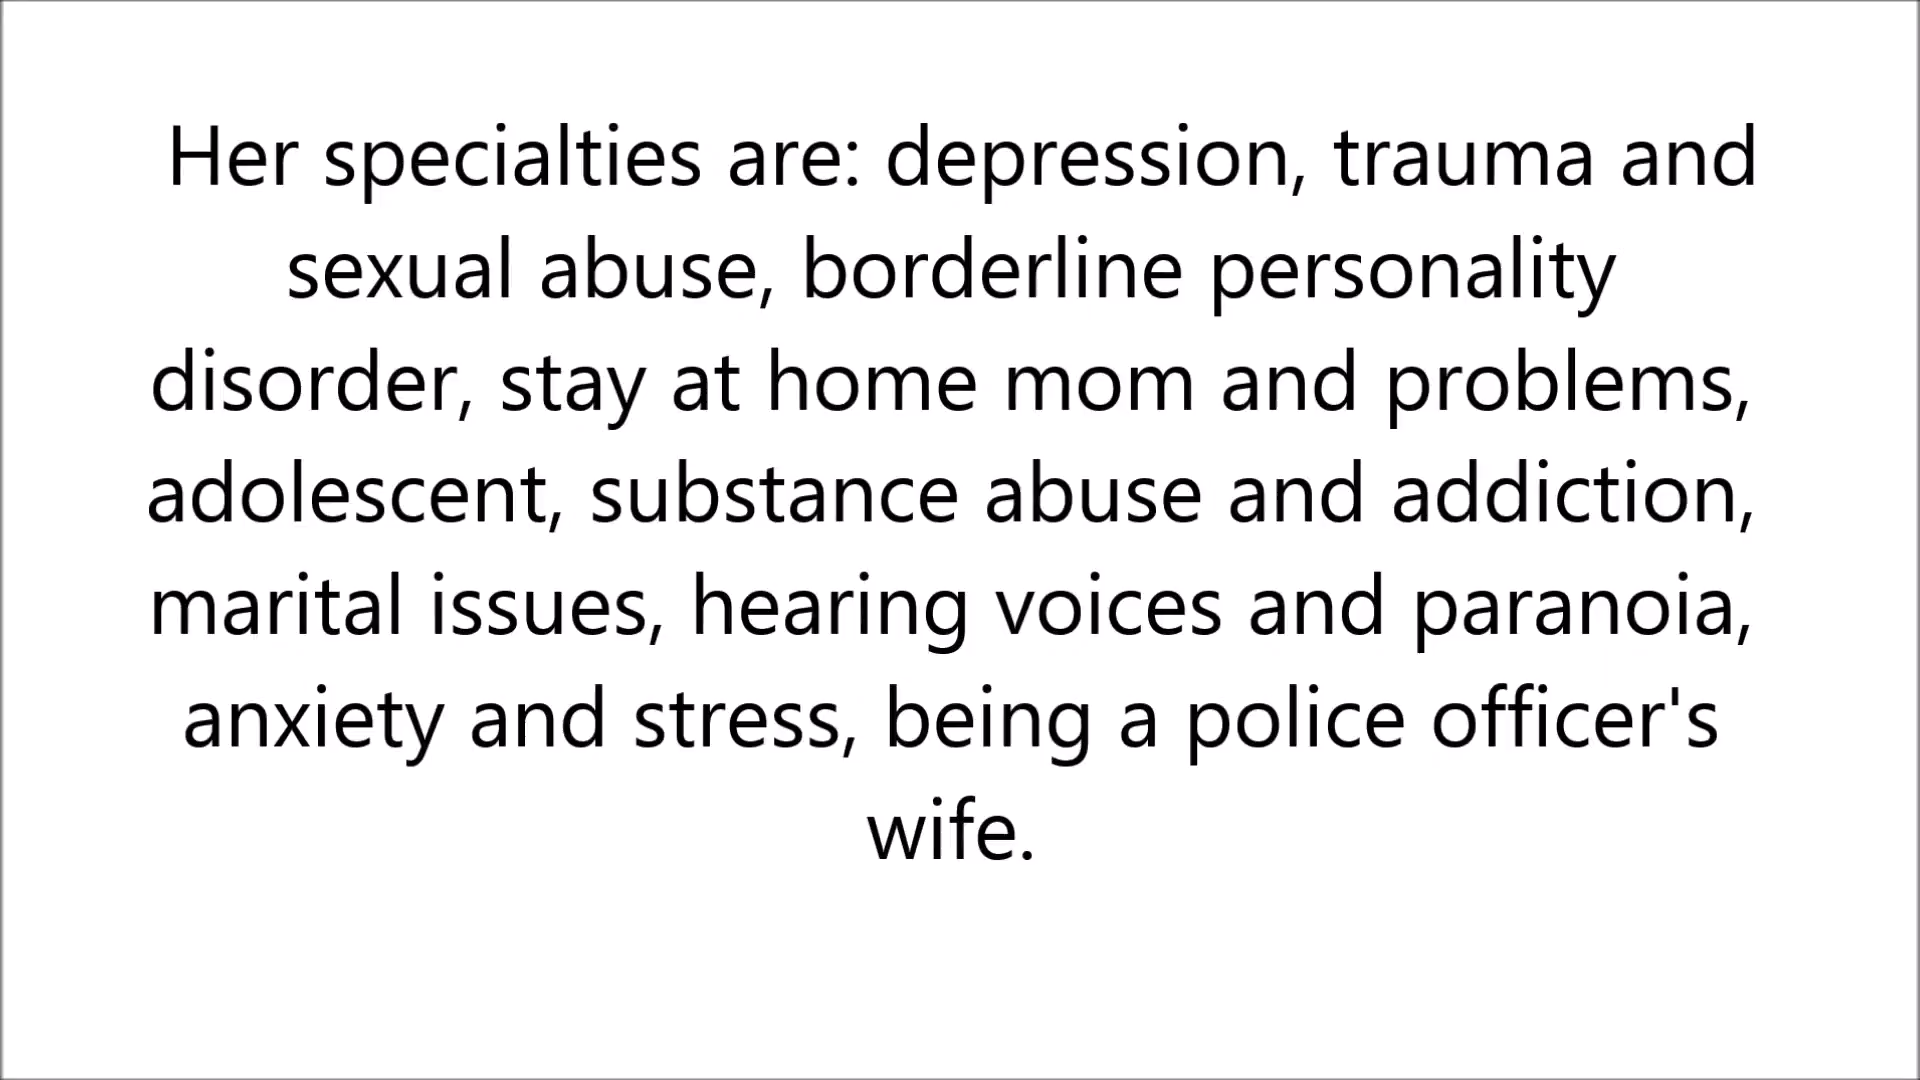 Her specialties are: depression, trauma and
sexual abuse, borderline personality
disorder, stay at home mom and problems,
adolescent, substance abuse and addiction,
marital issues, hearing voices and paranoia,
anxiety and stress, being a police officer's
wife.